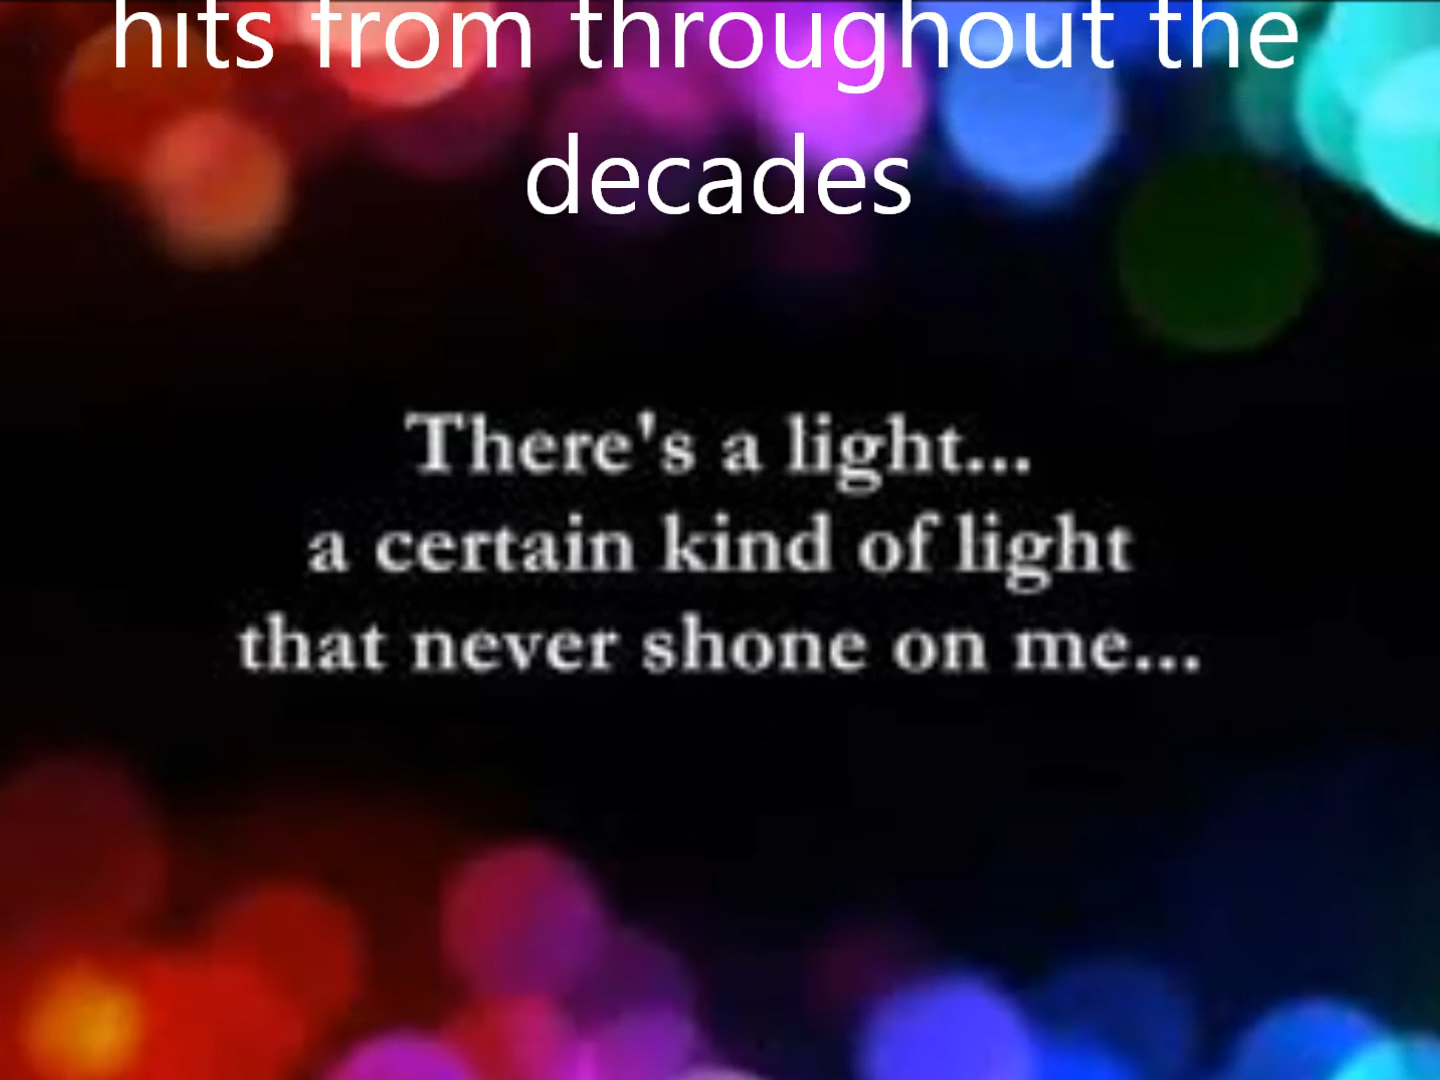 hits from throughout the
decades
There's a light...
a certain kind of light
that never shone on me...